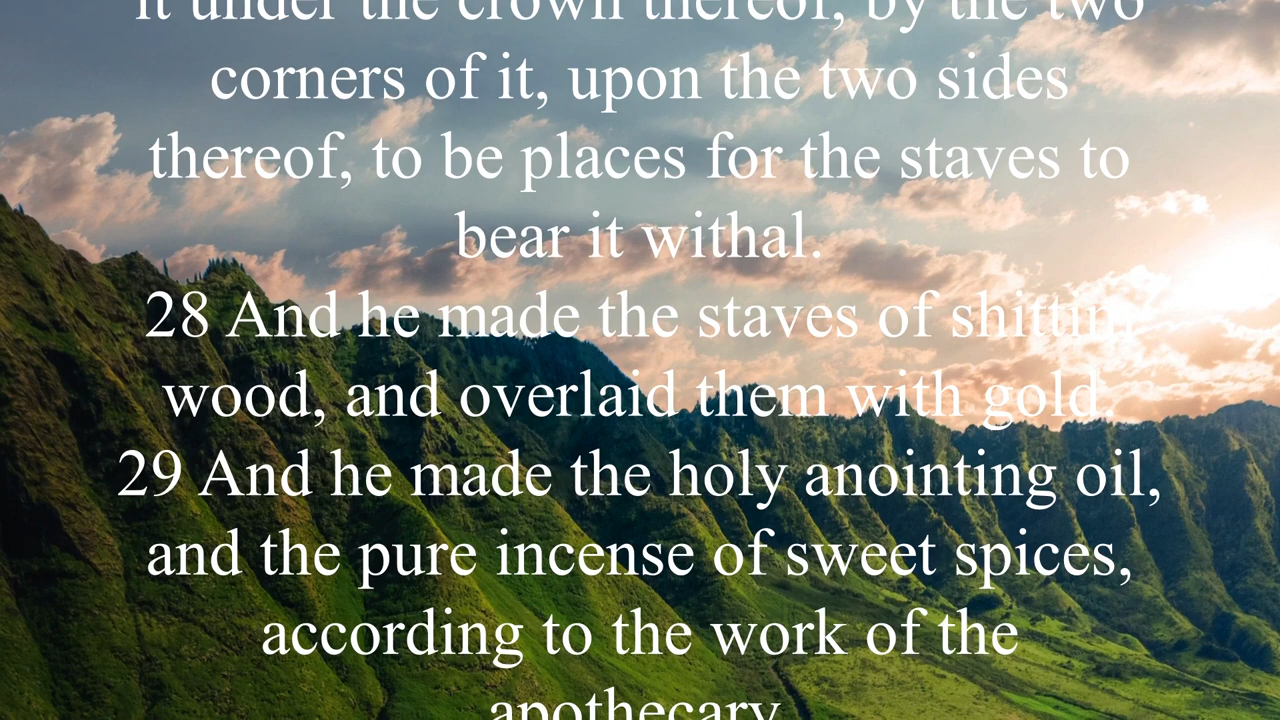 it under the crown thereof, by the two
corners of it, upon the two sides
thereof, to be places for the staves to
bear it withal.
28 And he made the staves of shittim
wood, and overlaid them with gold.
29 And he made the holy anointing oil,
and the pure incense of sweet spices,
according to the work of the
apothecary